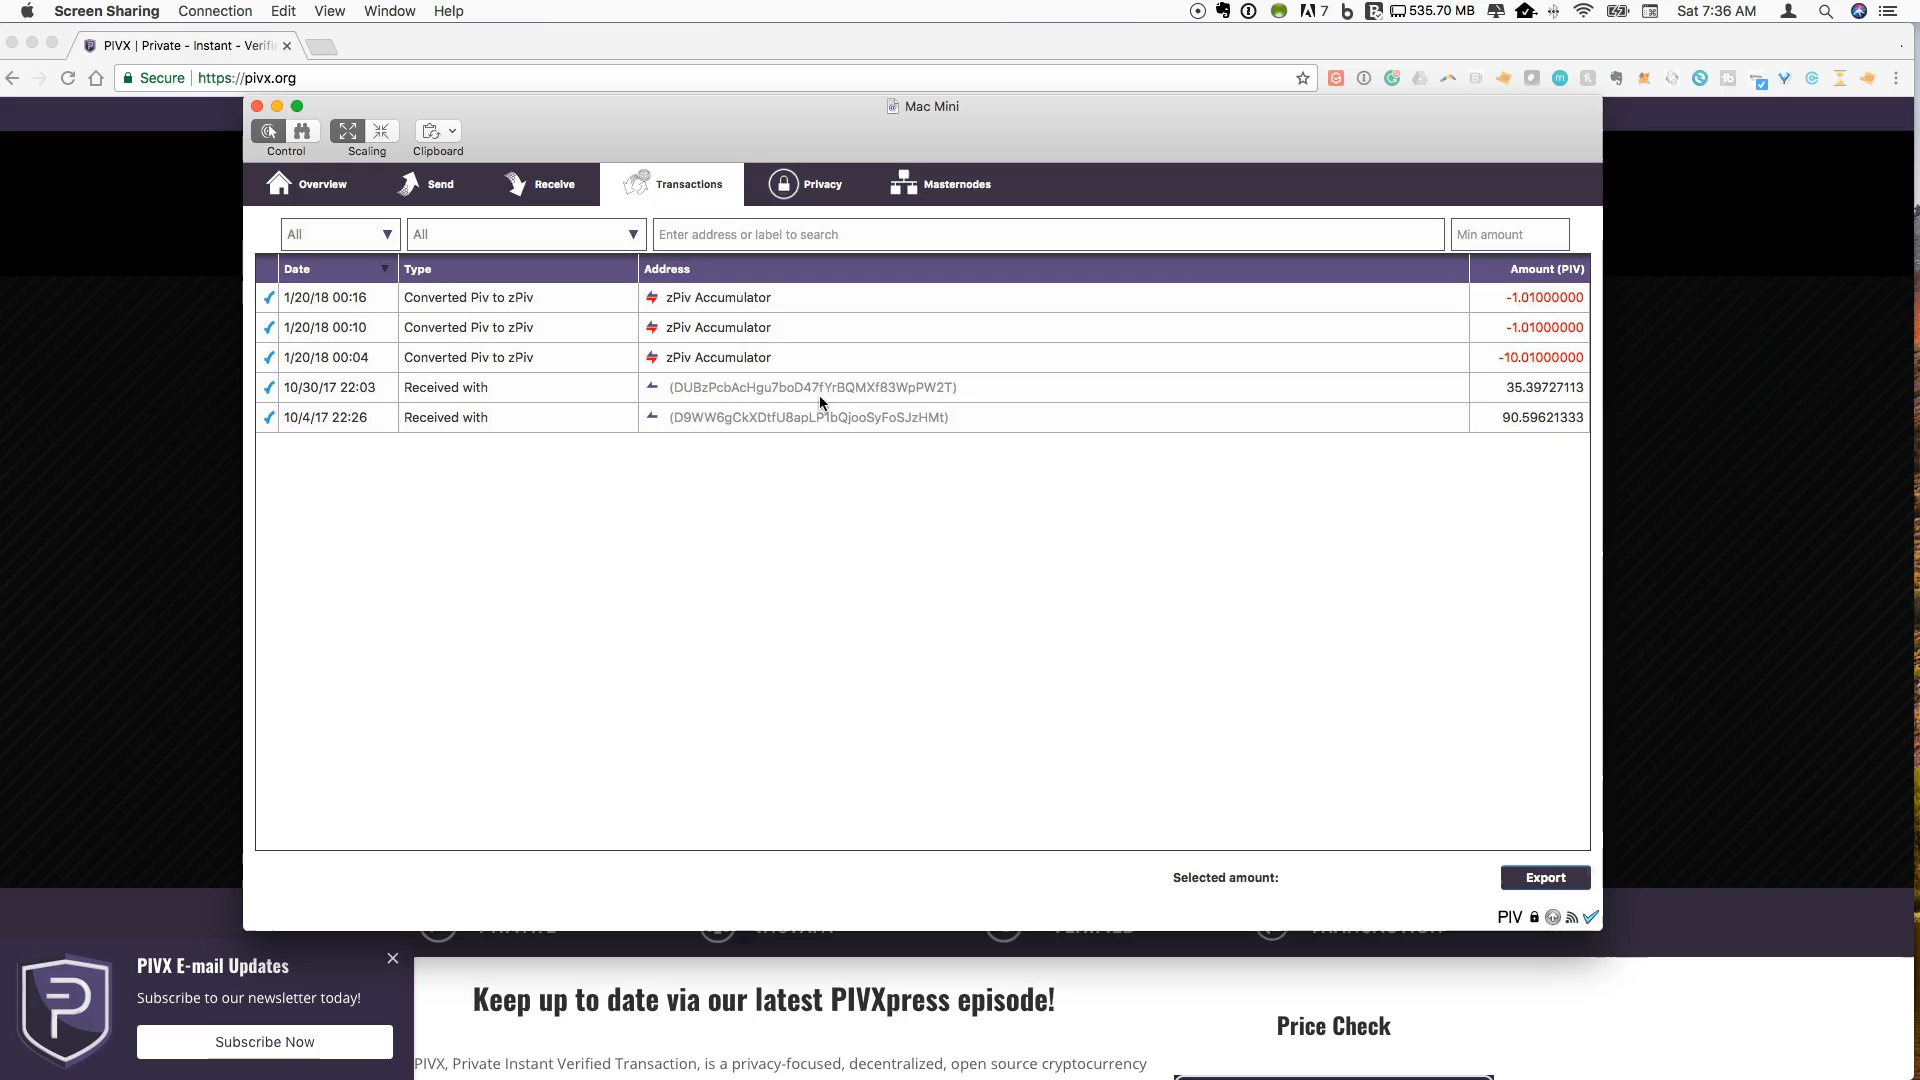 Screen Sharing Connection Edit View Window Help 7 535.70 MB Sat 7:36 AM
PIVX | Private - Instant - Verifi
Secure https://pivx.org
Mac Mini
Control Scaling Clipboard
Overview Send Receive Transactions Privacy Masternodes
All All Enter address or label to search Min amount
Date Type Address Amount (PIV)
1/20/18 00:16 Converted Piv to zPiv zPiv Accumulator -1.01000000
1/20/18 00:10 Converted Piv to zPiv zPiv Accumulator -1.01000000
1/20/18 00:04 Converted Piv to zPiv zPiv Accumulator -10.01000000
10/30/17 22:03 Received with (DUBzPcbAcHgu7boD47fYrBQMXf83WpPW2T) 35.39727113
10/4/17 22:26 Received with (D9WW6gCkXDtfU8apLP1bQjooSyFoSJzHMt) 90.59621333
Selected amount: Export
PIV
PIVX E-mail Updates
Subscribe to our newsletter today!
Subscribe Now
Keep up to date via our latest PIVXpress episode!
Price Check
PIVX, Private Instant Verified Transaction, is a privacy-focused, decentralized, open source cryptocurrency